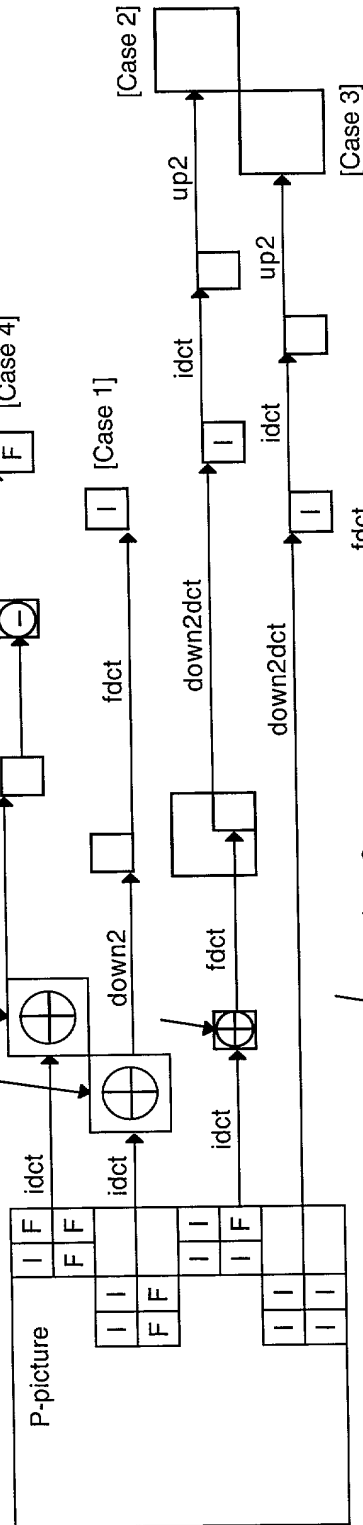 [Case 4]
F
−
P-picture
I F
F F
idct
I I
F F
idct
down2
fdct
I
[Case 1]
I I
I F
idct
fdct
down2dct
I
idct
up2
[Case 2]
I I
I I
down2dct
I
idct
up2
[Case 3]
fdct